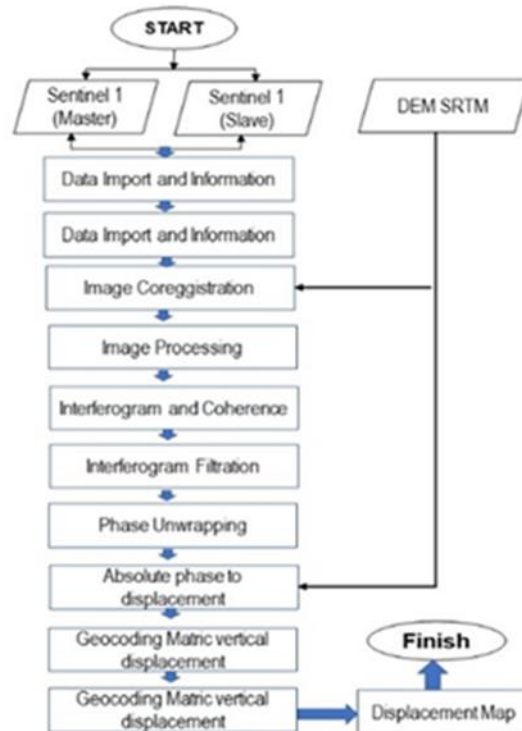 START
Sentinel 1
(Master)
Sentinel 1
(Slave)
DEM SRTM
Data Import and Information
Data Import and Information
Image Coreggistration
Image Processing
Interferogram and Coherence
Interferogram Filtration
Phase Unwrapping
Absolute phase to
displacement
Geocoding Matric vertical
displacement
Geocoding Matric vertical
displacement
Finish
Displacement Map